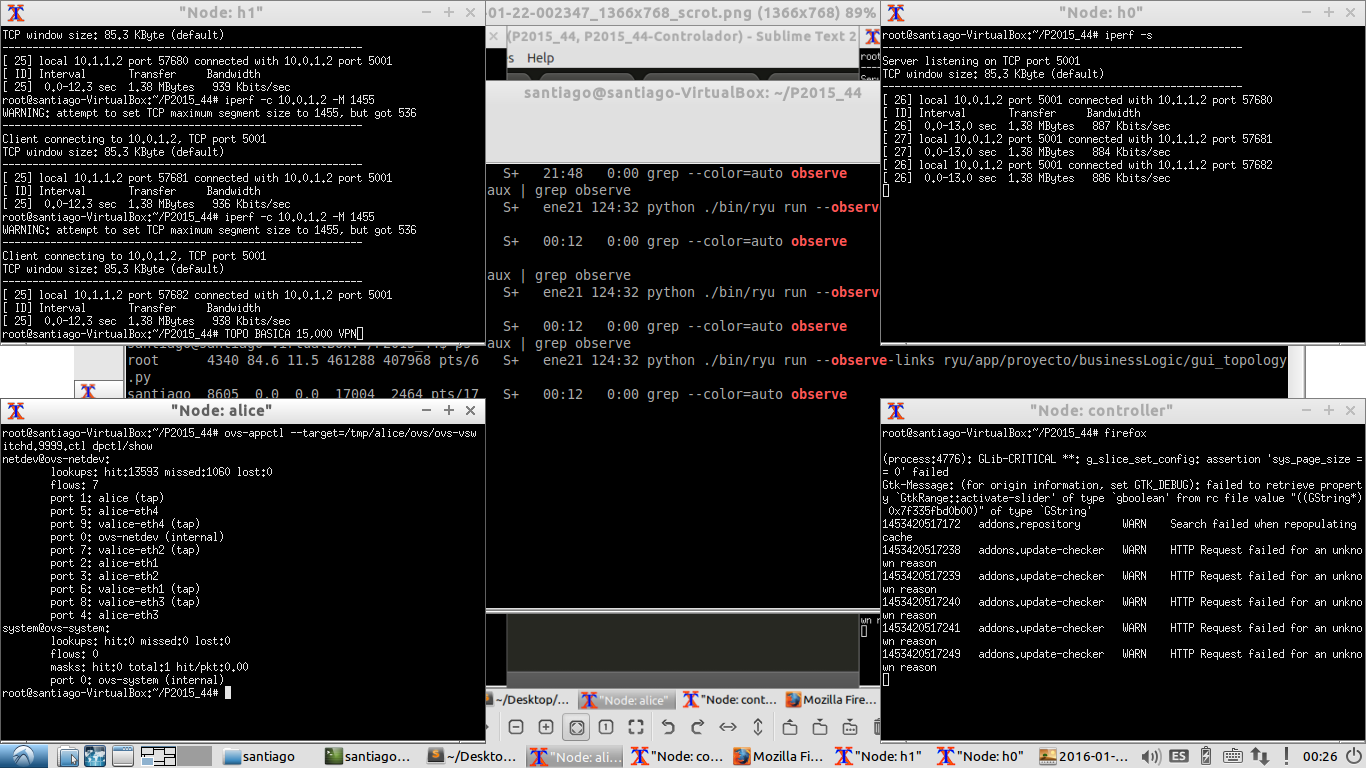 "Node: h1"
TCP window size: 85.3 KByte (default)
------------------------------------------------------------
[ 25] local 10.1.1.2 port 57680 connected with 10.0.1.2 port 5001
[ ID] Interval       Transfer     Bandwidth
[ 25]  0.0-12.3 sec  1.38 MBytes   939 Kbits/sec
root@santiago-VirtualBox:~/P2015_44# iperf -c 10.0.1.2 -M 1455
WARNING: attempt to set TCP maximum segment size to 1455, but got 536
------------------------------------------------------------
Client connecting to 10.0.1.2, TCP port 5001
TCP window size: 85.3 KByte (default)
------------------------------------------------------------
[ 25] local 10.1.1.2 port 57681 connected with 10.0.1.2 port 5001
[ ID] Interval       Transfer     Bandwidth
[ 25]  0.0-12.3 sec  1.38 MBytes   936 Kbits/sec
root@santiago-VirtualBox:~/P2015_44# iperf -c 10.0.1.2 -M 1455
WARNING: attempt to set TCP maximum segment size to 1455, but got 536
------------------------------------------------------------
Client connecting to 10.0.1.2, TCP port 5001
TCP window size: 85.3 KByte (default)
------------------------------------------------------------
[ 25] local 10.1.1.2 port 57682 connected with 10.0.1.2 port 5001
[ ID] Interval       Transfer     Bandwidth
[ 25]  0.0-12.3 sec  1.38 MBytes   938 Kbits/sec
root@santiago-VirtualBox:~/P2015_44# TOPO BASICA 15,000 VPN
-01-22-002347_1366x768_scrot.png (1366x768) 89%
(P2015_44, P2015_44-Controlador) - Sublime Text 2
s Help
santiago@santiago-VirtualBox: ~/P2015_44
S+   21:48   0:00 grep --color=auto observe
aux | grep observe
S+   ene21 124:32 python ./bin/ryu run --observ
S+   00:12   0:00 grep --color=auto observe
aux | grep observe
S+   ene21 124:32 python ./bin/ryu run --observ
S+   00:12   0:00 grep --color=auto observe
aux | grep observe
root      4340 84.6 11.5 461288 407968 pts/6   S+   ene21 124:32 python ./bin/ryu run --observe-links ryu/app/proyecto/businessLogic/gui_topology
.py
santiago  8605  0.0  0.0  17004  2464 pts/17   S+   00:12   0:00 grep --color=auto observe
"Node: h0"
root@santiago-VirtualBox:~/P2015_44# iperf -s
------------------------------------------------------------
Server listening on TCP port 5001
TCP window size: 85.3 KByte (default)
------------------------------------------------------------
[ 26] local 10.0.1.2 port 5001 connected with 10.1.1.2 port 57680
[ ID] Interval       Transfer     Bandwidth
[ 26]  0.0-13.0 sec  1.38 MBytes   887 Kbits/sec
[ 27] local 10.0.1.2 port 5001 connected with 10.1.1.2 port 57681
[ 27]  0.0-13.0 sec  1.38 MBytes   884 Kbits/sec
[ 26] local 10.0.1.2 port 5001 connected with 10.1.1.2 port 57682
[ 26]  0.0-13.0 sec  1.38 MBytes   886 Kbits/sec
"Node: alice"
root@santiago-VirtualBox:~/P2015_44# ovs-appctl --target=/tmp/alice/ovs/ovs-vsw
itchd.9999.ctl dpctl/show
netdev@ovs-netdev:
lookups: hit:13593 missed:1060 lost:0
flows: 7
port 1: alice (tap)
port 5: alice-eth4
port 9: valice-eth4 (tap)
port 0: ovs-netdev (internal)
port 7: valice-eth2 (tap)
port 2: alice-eth1
port 3: alice-eth2
port 6: valice-eth1 (tap)
port 8: valice-eth3 (tap)
port 4: alice-eth3
system@ovs-system:
lookups: hit:0 missed:0 lost:0
flows: 0
masks: hit:0 total:1 hit/pkt:0.00
port 0: ovs-system (internal)
root@santiago-VirtualBox:~/P2015_44#
"Node: controller"
root@santiago-VirtualBox:~/P2015_44# firefox
(process:4776): GLib-CRITICAL **: g_slice_set_config: assertion 'sys_page_size =
= 0' failed
Gtk-Message: (for origin information, set GTK_DEBUG): failed to retrieve propert
y `GtkRange::activate-slider' of type `gboolean' from rc file value "((GString*)
 0x7f335fbd0b00)" of type `GString'
1453420517172   addons.repository       WARN    Search failed when repopulating
cache
1453420517238   addons.update-checker   WARN    HTTP Request failed for an unkno
wn reason
1453420517239   addons.update-checker   WARN    HTTP Request failed for an unkno
wn reason
1453420517240   addons.update-checker   WARN    HTTP Request failed for an unkno
wn reason
1453420517241   addons.update-checker   WARN    HTTP Request failed for an unkno
wn reason
1453420517249   addons.update-checker   WARN    HTTP Request failed for an unkno
wn reason
wn r
~/Desktop/... "Node: alice" "Node: cont... Mozilla Fire...
santiago santiago... ~/Deskto... "Node: ali... "Node: co... Mozilla Fi... "Node: h1" "Node: h0" 2016-01-... ES 00:26